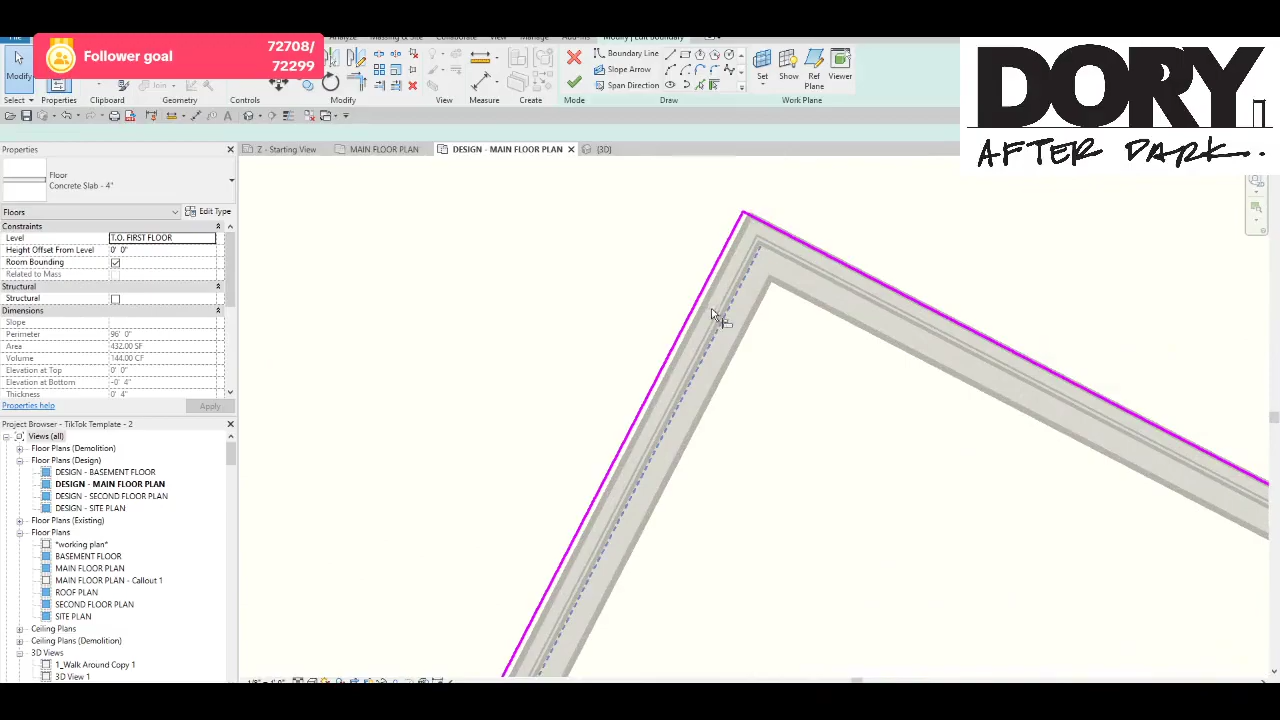 Follower goal
72708/
72299
DORY
AFTER DARK.
Modify | Edit Boundary
Modify
Boundary Line
Slope Arrow
Span Direction
Join
Set
Show
Ref
Plane
Viewer
Select
Properties
Clipboard
Geometry
Controls
Modify
View
Measure
Create
Mode
Draw
Work Plane
Properties
Z - Starting View
MAIN FLOOR PLAN
DESIGN - MAIN FLOOR PLAN
{3D}
Floor
Concrete Slab - 4"
Floors
Edit Type
Constraints
Level
T.O. FIRST FLOOR
Height Offset From Level
0' 0"
Room Bounding
Related to Mass
Structural
Structural
Dimensions
Slope
Perimeter
96' 0"
Area
432.00 SF
Volume
144.00 CF
Elevation at Top
0' 0"
Elevation at Bottom
-0' 4"
Thickness
0' 4"
Properties help
Apply
Project Browser - TikTok Template - 2
Views (all)
Floor Plans (Demolition)
Floor Plans (Design)
DESIGN - BASEMENT FLOOR
DESIGN - MAIN FLOOR PLAN
DESIGN - SECOND FLOOR PLAN
DESIGN - SITE PLAN
Floor Plans (Existing)
Floor Plans
*working plan*
BASEMENT FLOOR
MAIN FLOOR PLAN
MAIN FLOOR PLAN - Callout 1
ROOF PLAN
SECOND FLOOR PLAN
SITE PLAN
Ceiling Plans
Ceiling Plans (Demolition)
3D Views
1_Walk Around Copy 1
3D View 1